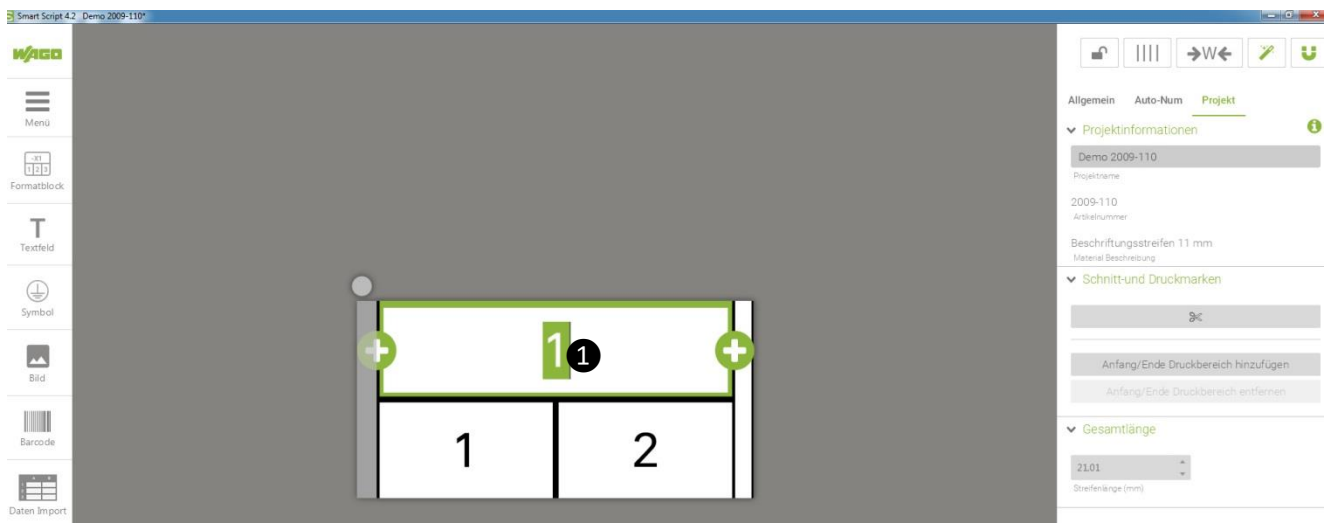 Smart Script 4.2 Demo 2009-110*
WAGO
Menü
-X1
1 2 3
Formatblock
T
Textfeld
Symbol
Bild
Barcode
Daten Import
1
1
1 2
W
Allgemein Auto-Num Projekt
Projektinformationen
Demo 2009-110
Projektname
2009-110
Artikelnummer
Beschriftungsstreifen 11 mm
Material Beschreibung
Schnitt-und Druckmarken
Anfang/Ende Druckbereich hinzufügen
Anfang/Ende Druckbereich entfernen
Gesamtlänge
21.01
Streifenlänge (mm)